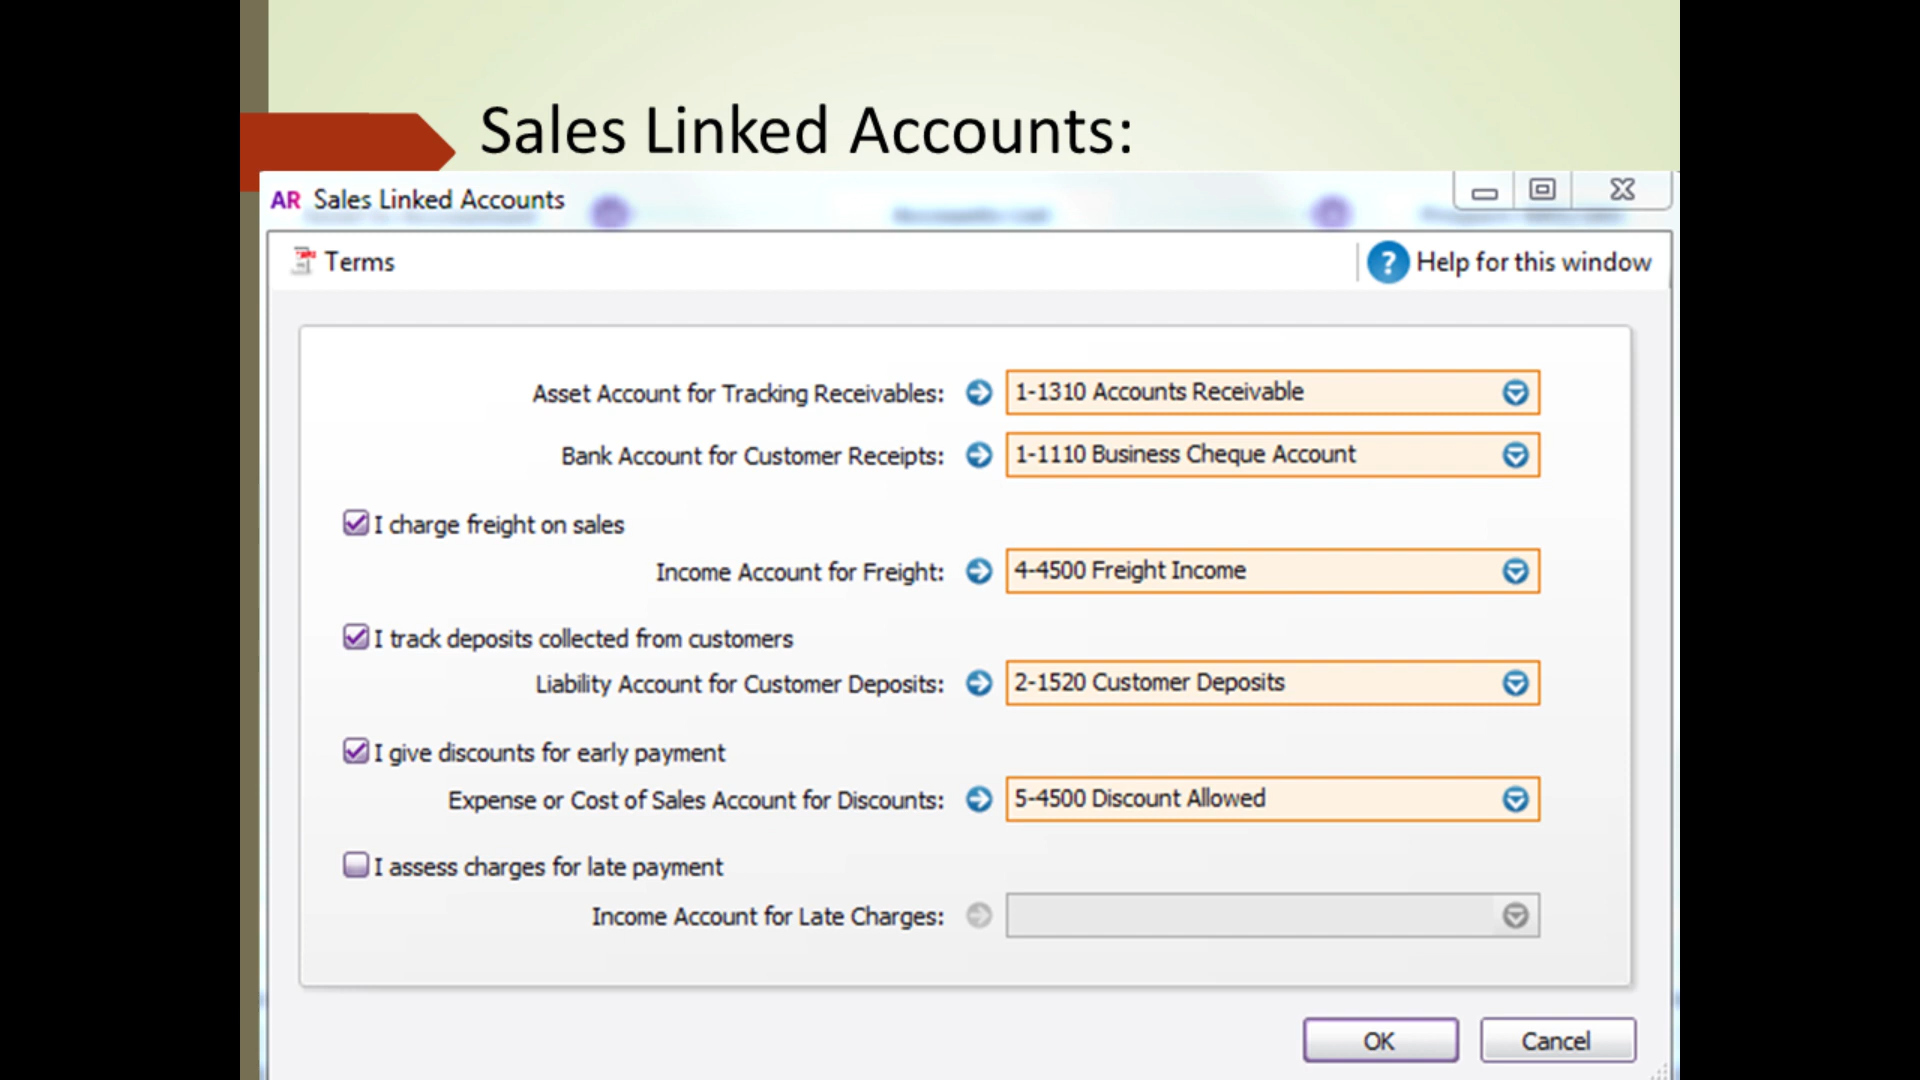 Sales Linked Accounts:
AR Sales Linked Accounts
Terms
? Help for this window
Asset Account for Tracking Receivables: 1-1310 Accounts Receivable
Bank Account for Customer Receipts: 1-1110 Business Cheque Account
I charge freight on sales
Income Account for Freight: 4-4500 Freight Income
I track deposits collected from customers
Liability Account for Customer Deposits: 2-1520 Customer Deposits
I give discounts for early payment
Expense or Cost of Sales Account for Discounts: 5-4500 Discount Allowed
I assess charges for late payment
Income Account for Late Charges:
OK Cancel